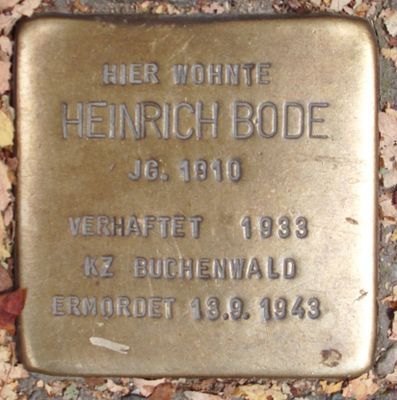 HIER WOHNTE
HEINRICH BODE
JG. 1910
VERHAFTET 1933
KZ BUCHENWALD
ERMORDET 13.9. 1943